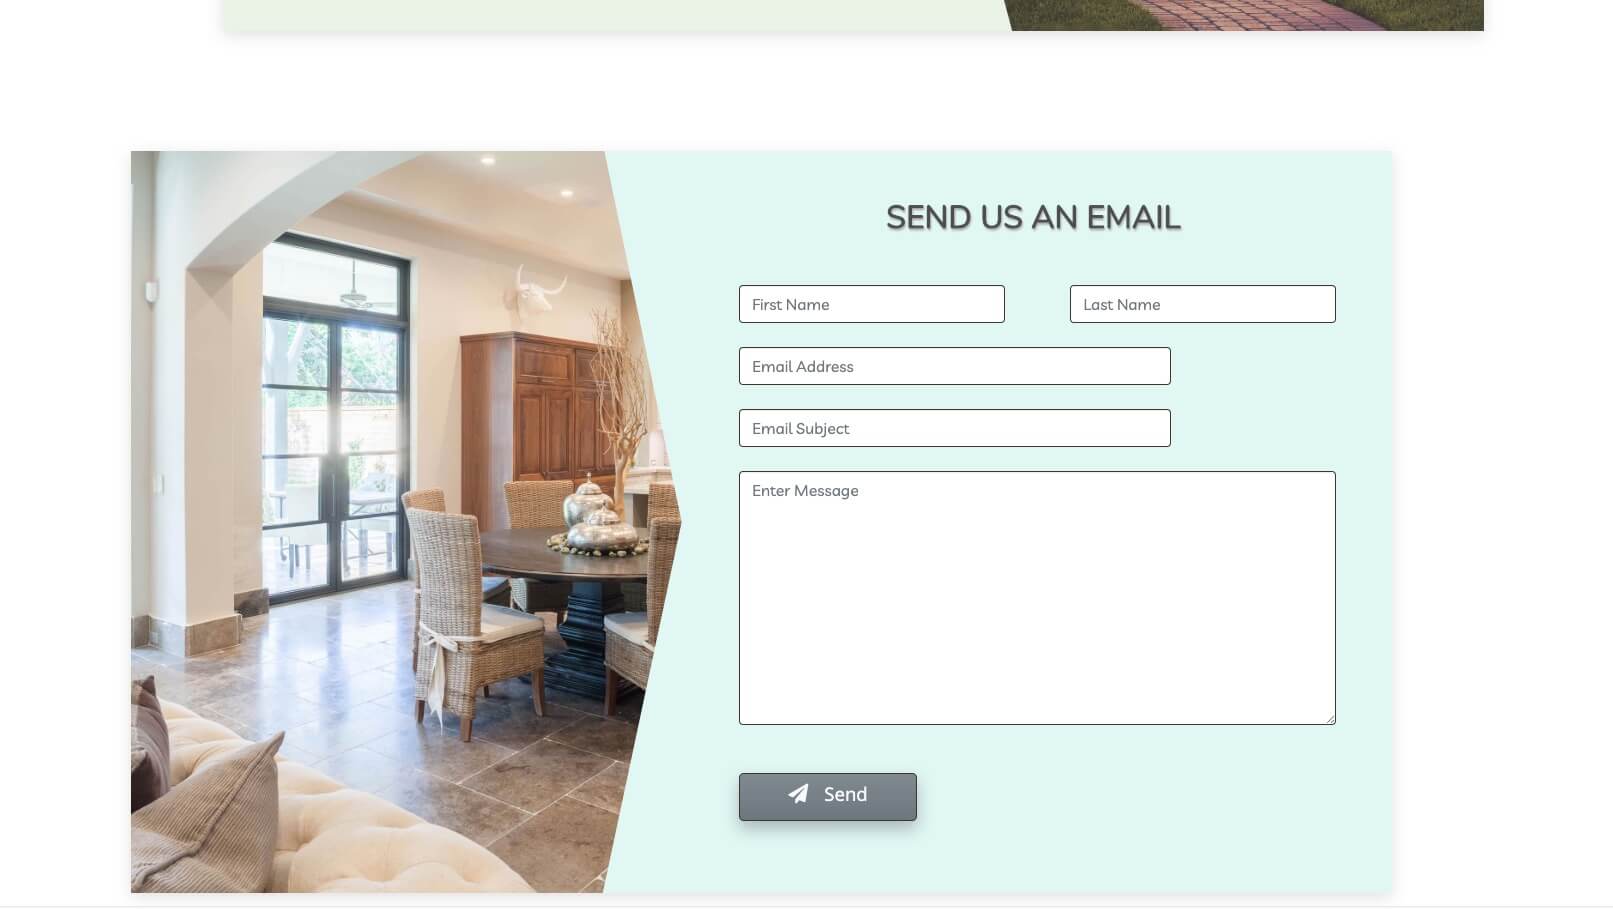 SEND US AN EMAIL
First Name
Last Name
Email Address
Email Subject
Enter Message
Send